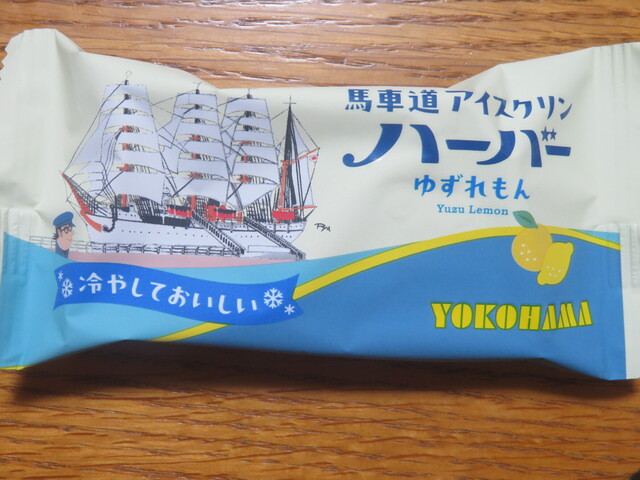 馬車道アイスクリン
ハーバー
ゆずれもん
Yuzu Lemon
冷やしておいしい
YOKOHAMA